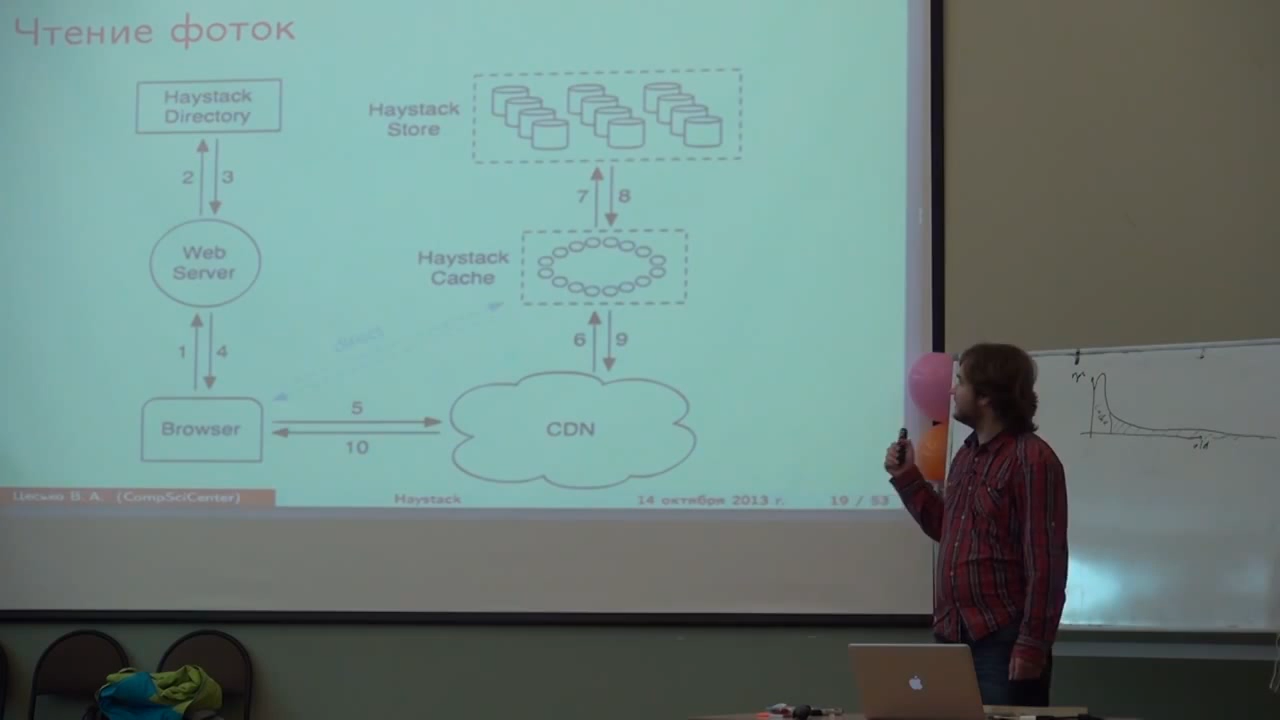 Чтение фоток
Haystack
Directory
Haystack
Store
2
3
7
8
Web
Server
Haystack
Cache
direct
1
4
6
9
5
Browser
CDN
10
Цесько В. А. (CompSciCenter)
Haystack
14 октября 2013 г.
19 / 53